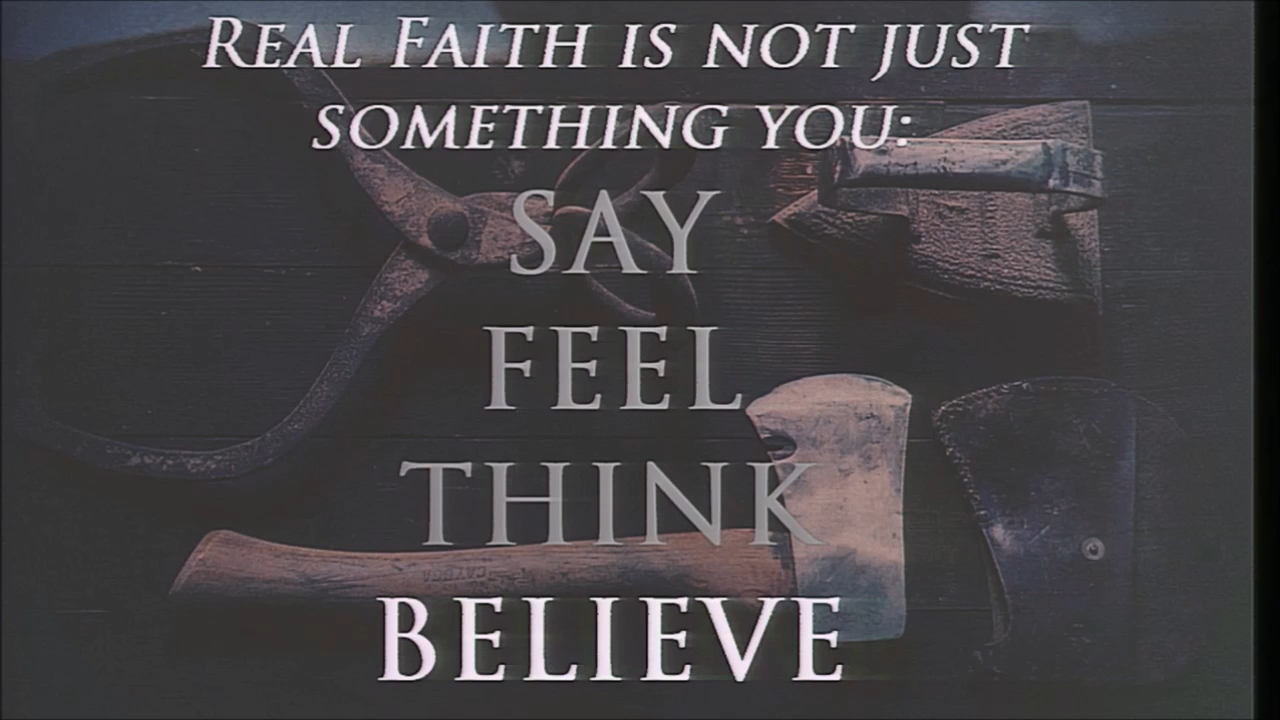 REAL FAITH IS NOT JUST
SOMETHING YOU:
SAY
FEEL
THINK
BELIEVE